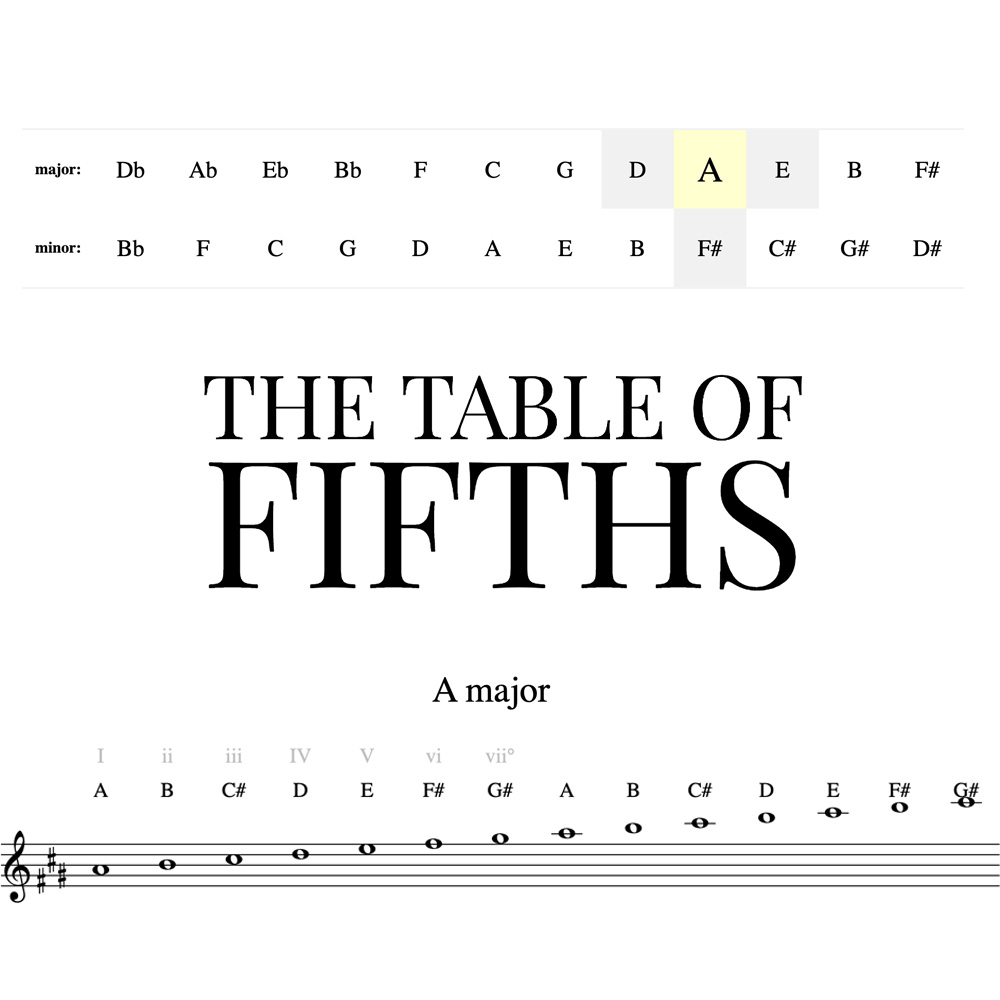 major: Db Ab Eb Bb F C G D A E B F#
minor: Bb F C G D A E B F# C# G# D#
THE TABLE OF
FIFTHS
A major
I ii iii IV V vi vii°
A B C# D E F# G# A B C# D E F# G#